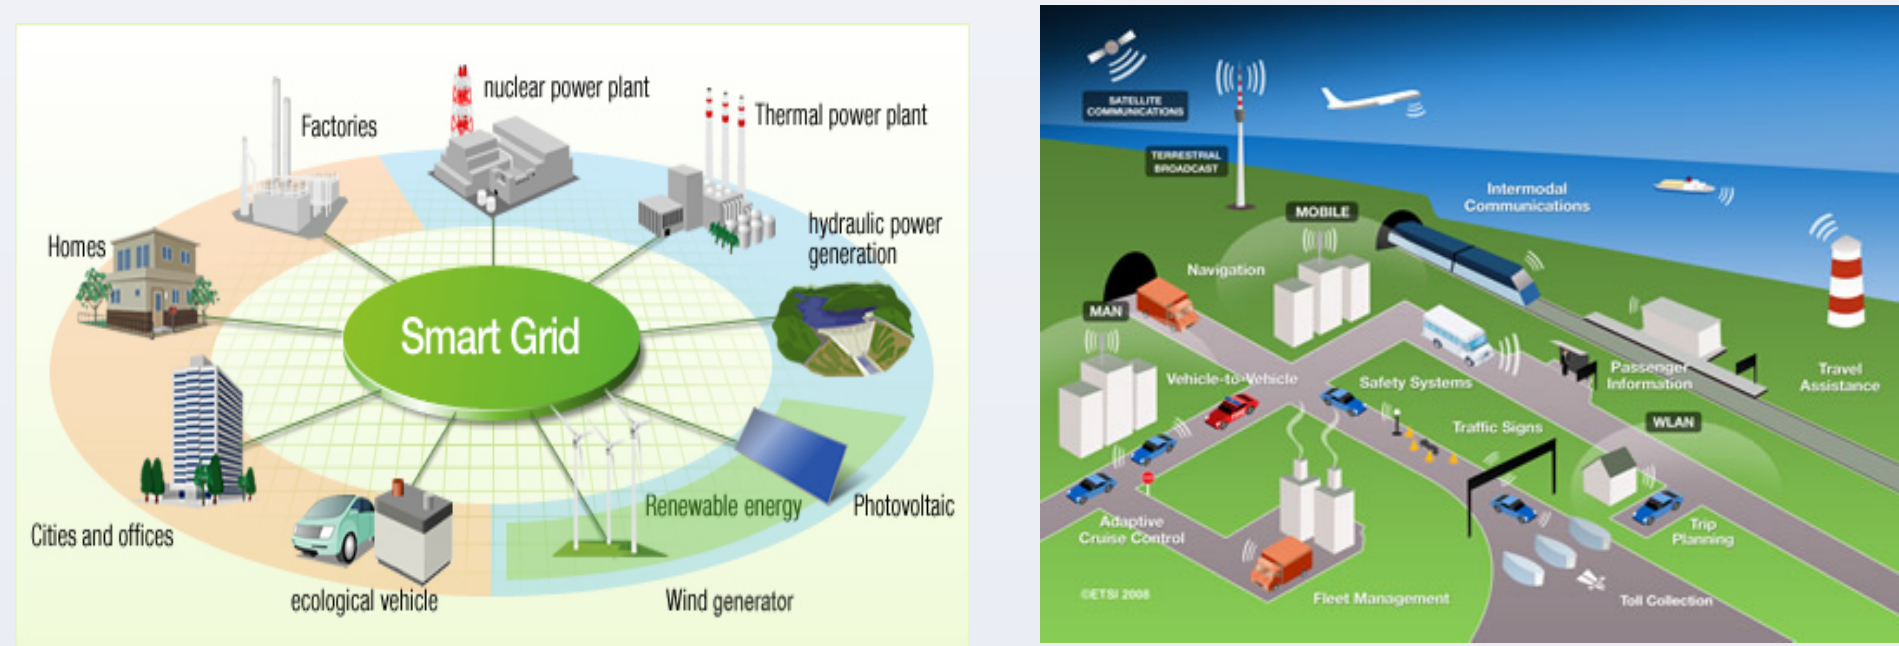 nuclear power plant
Factories
Thermal power plant
hydraulic power
generation
Homes
Smart Grid
Renewable energy
Photovoltaic
Cities and offices
ecological vehicle
Wind generator
SATELLITE
COMMUNICATIONS
TERRESTRIAL
BROADCAST
Intermodal
Communications
MOBILE
Navigation
MAN
Vehicle-to-Vehicle
Safety Systems
Passenger
Information
Travel
Assistance
Traffic Signs
WLAN
Adaptive
Cruise Control
Trip
Planning
©ETSI 2008
Fleet Management
Toll Collection